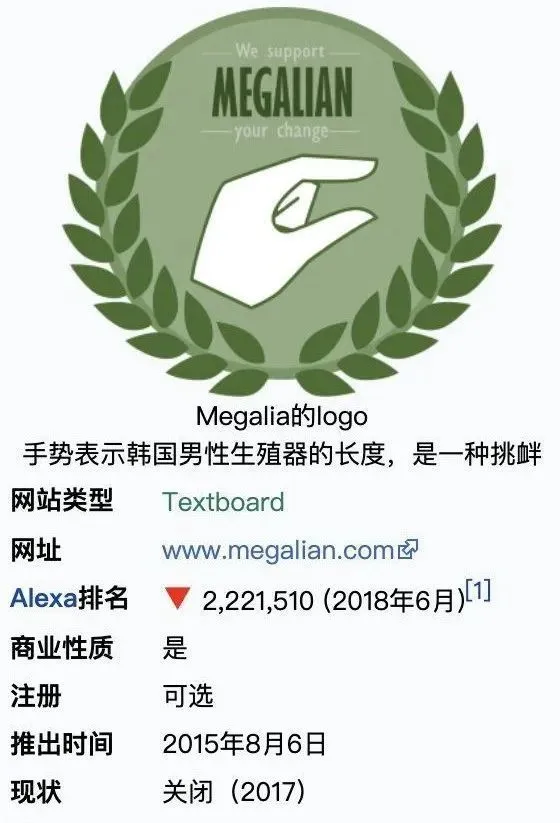 We support
MEGALIAN
your change
Megalia的logo
手势表示韩国男性生殖器的长度，是一种挑衅
网站类型 Textboard
网址 www.megalian.com
Alexa排名 ▼ 2,221,510 (2018年6月)[1]
商业性质 是
注册 可选
推出时间 2015年8月6日
现状 关闭（2017）